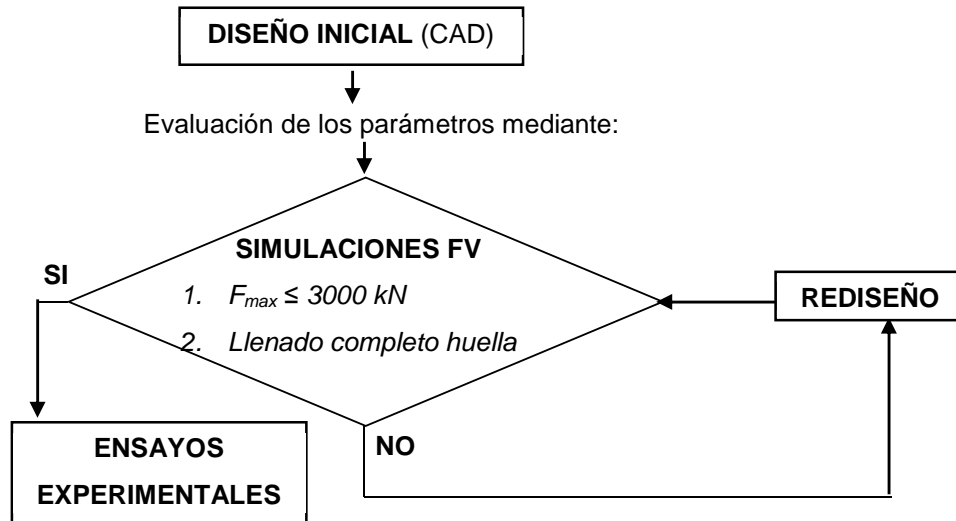 DISEÑO INICIAL (CAD)
Evaluación de los parámetros mediante:
SIMULACIONES FV
SI
1. Fmax ≤ 3000 kN
REDISEÑO
2. Llenado completo huella
NO
ENSAYOS
EXPERIMENTALES